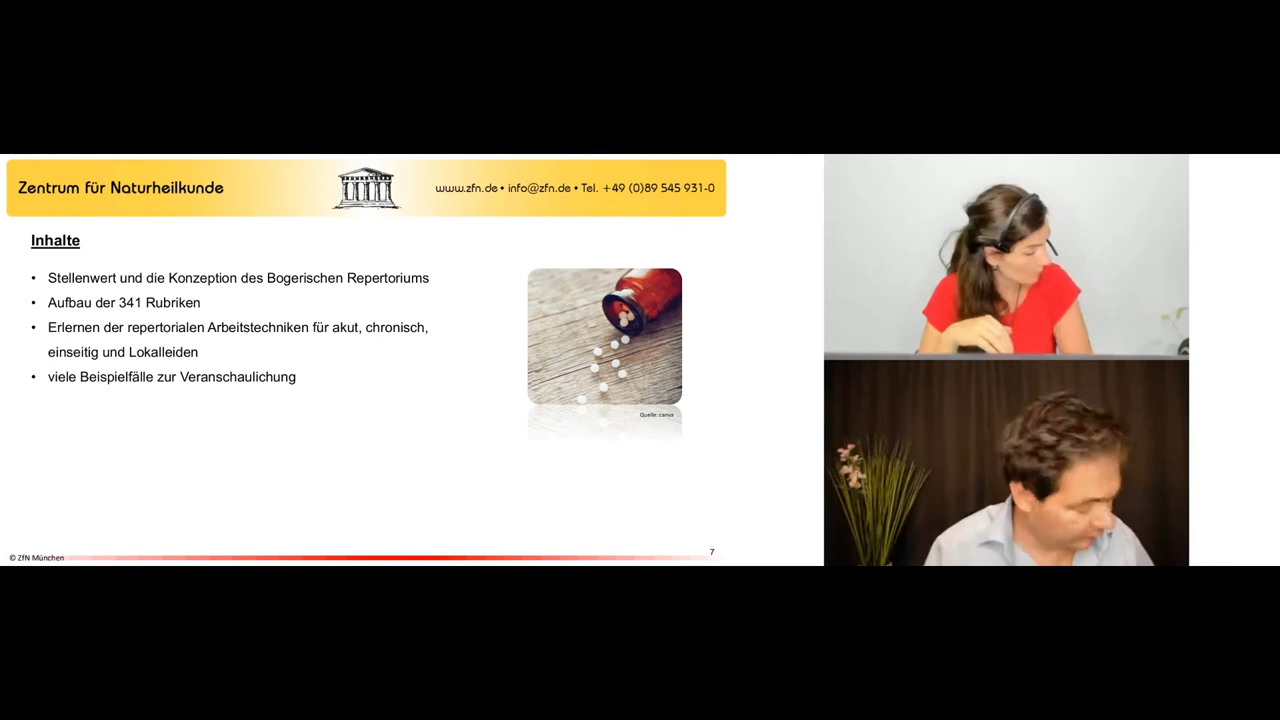 Zentrum für Naturheilkunde
www.zfn.de • info@zfn.de • Tel. +49 (0)89 545 931-0
Inhalte
• Stellenwert und die Konzeption des Bogerischen Repertoriums
• Aufbau der 341 Rubriken
• Erlernen der repertorialen Arbeitstechniken für akut, chronisch,
einseitig und Lokalleiden
• viele Beispielfälle zur Veranschaulichung
Quelle: canva
© ZfN München
7